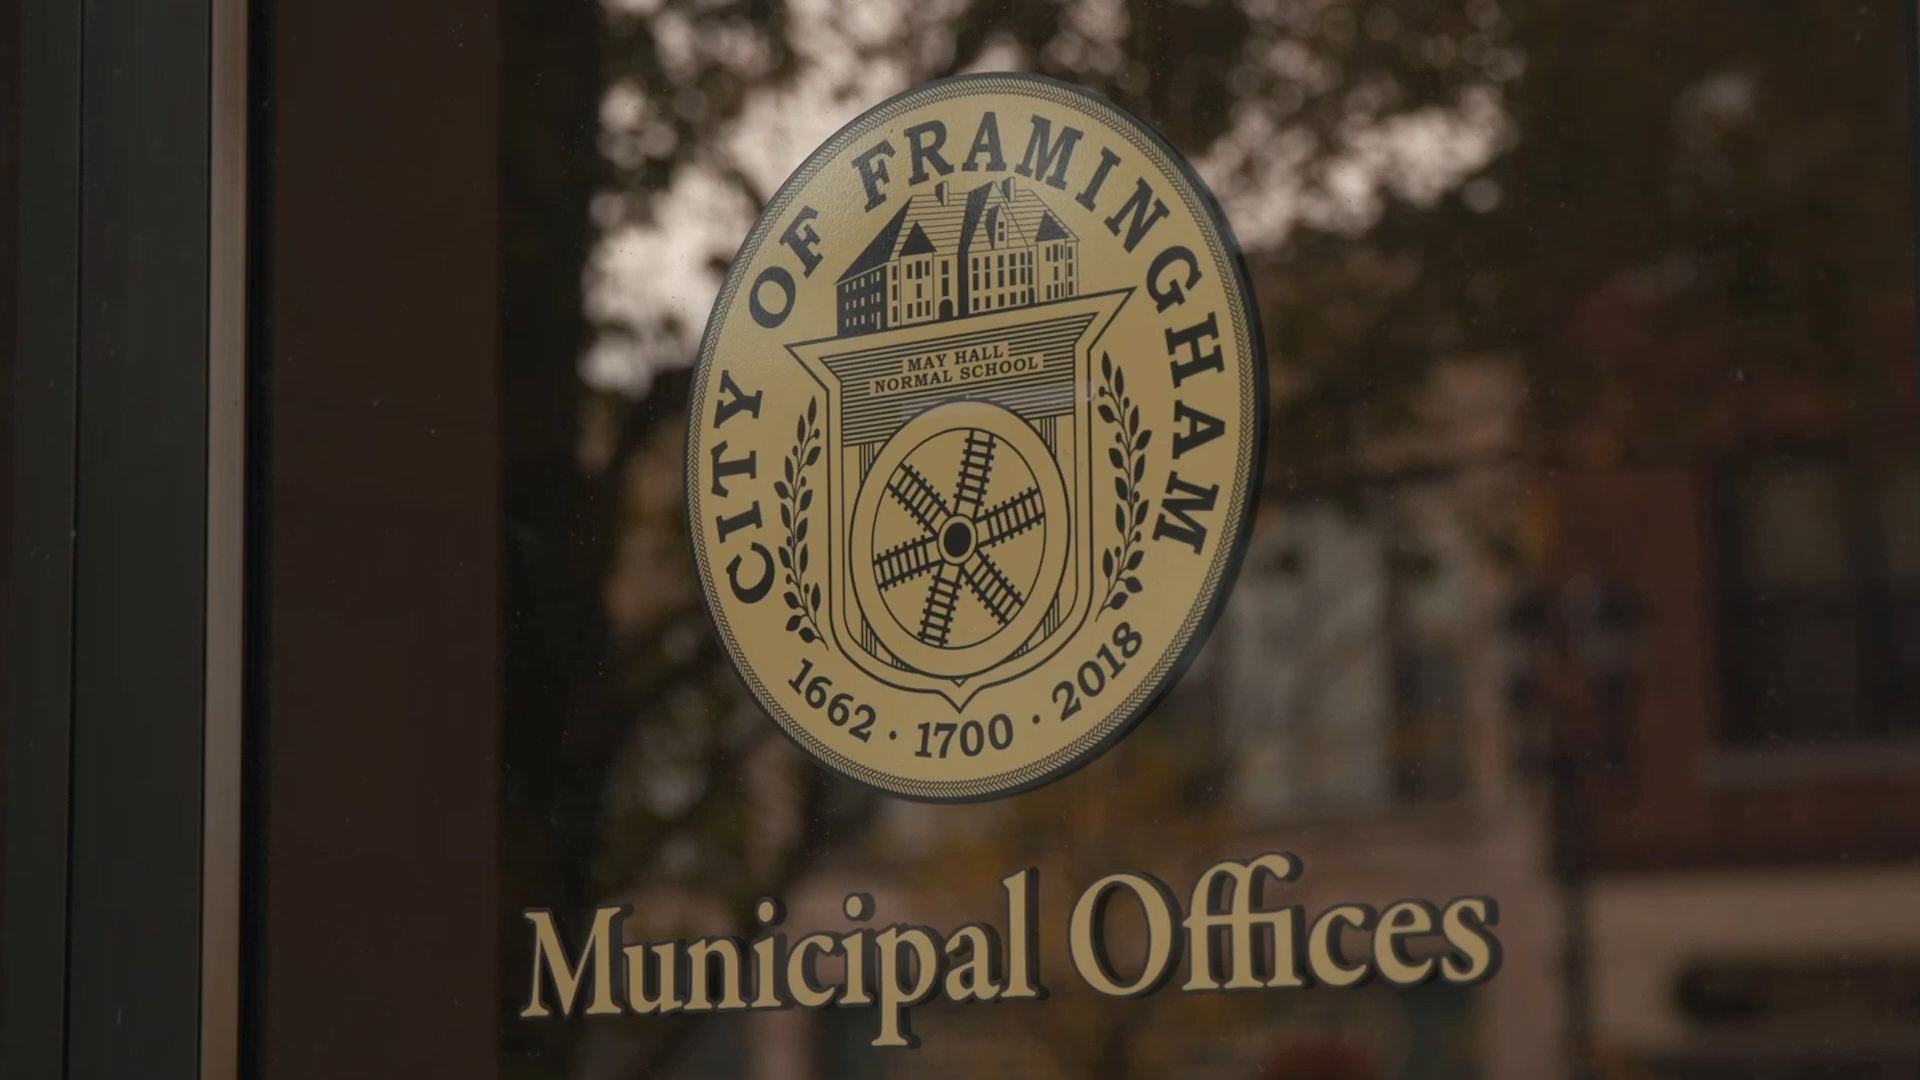 CITY OF FRAMINGHAM
MAY HALL
NORMAL SCHOOL
1662 · 1700 · 2018
Municipal Offices